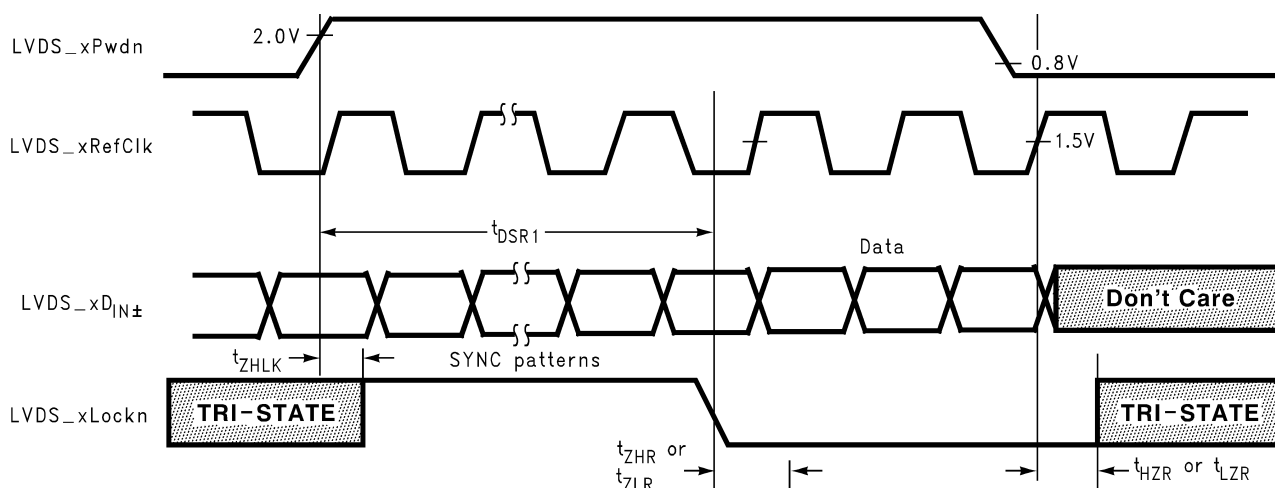 LVDS_xPwdn
2.0V
0.8V
LVDS_xRefClk
1.5V
tDSR1
Data
LVDS_xDIN±
Don't Care
tZHLK
SYNC patterns
LVDS_xLockn
TRI-STATE
TRI-STATE
tZHR or
tZLR
tHZR or tLZR